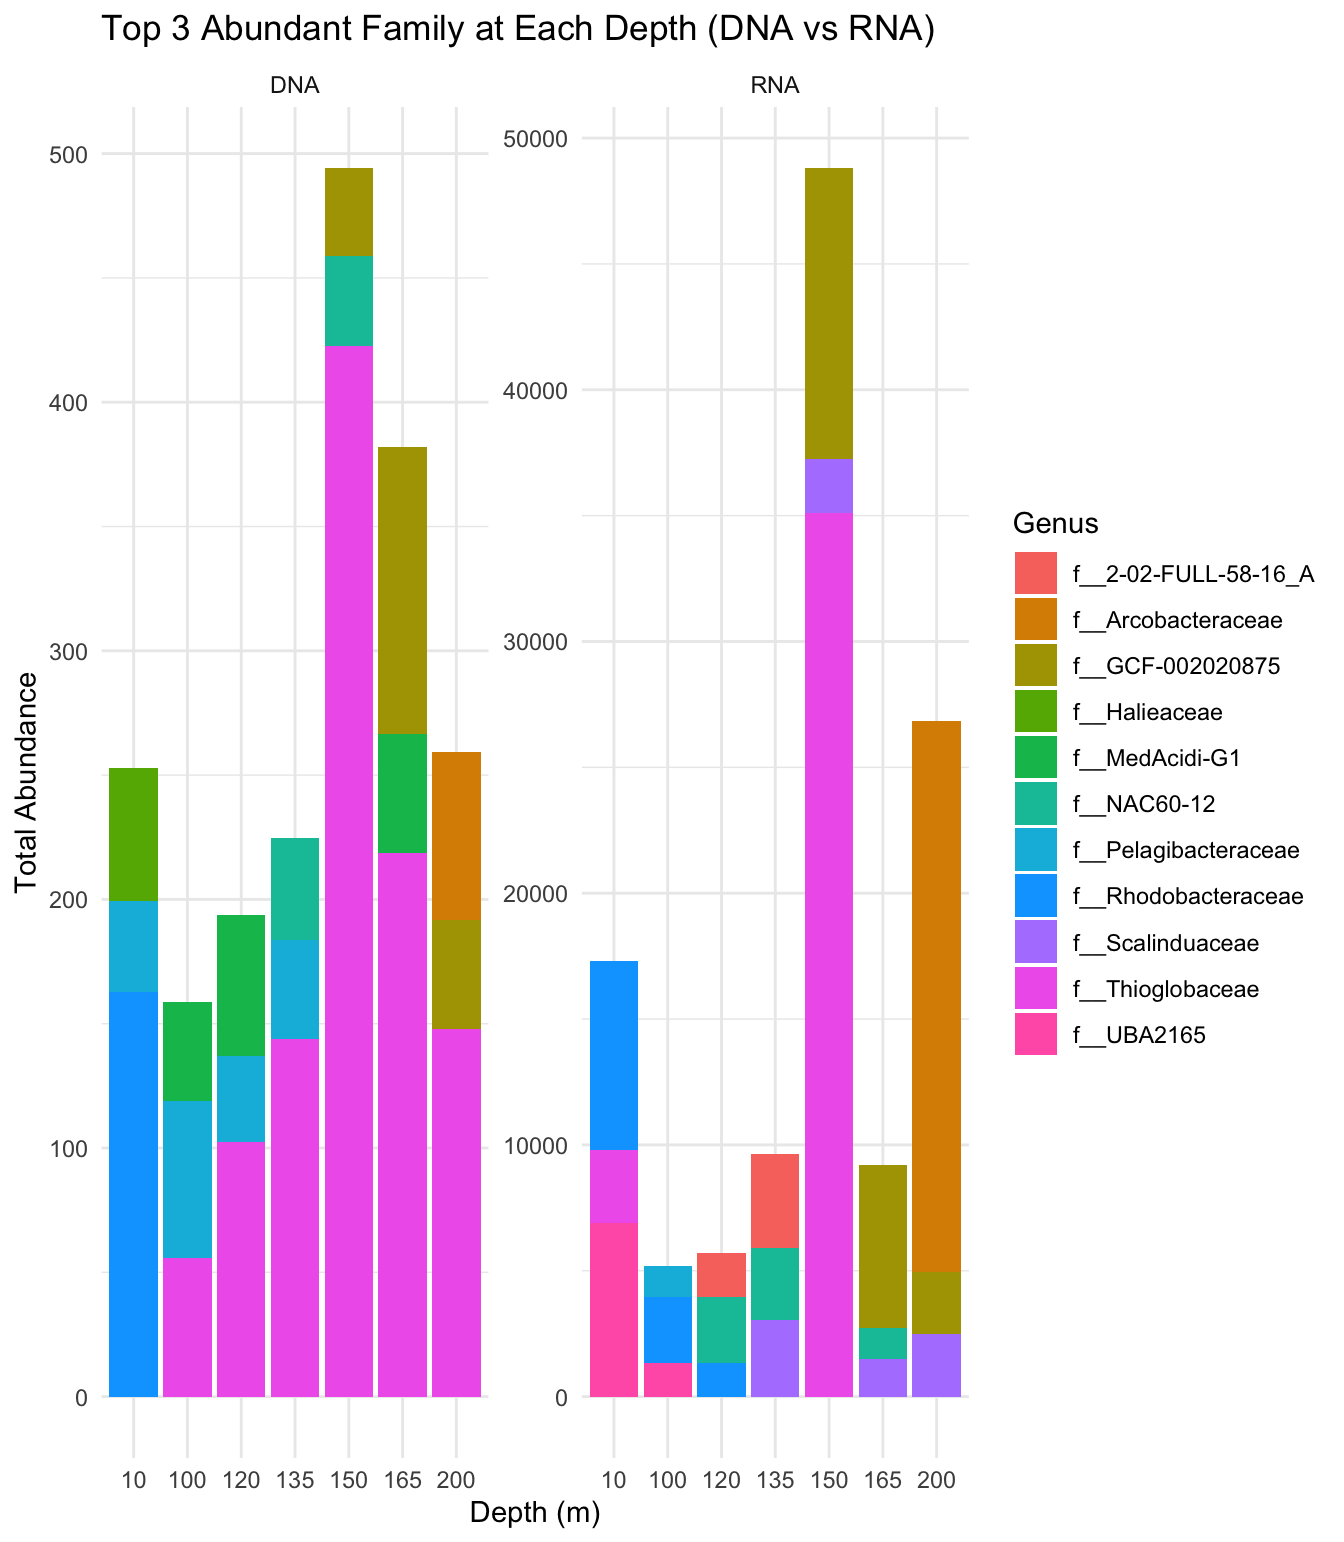 Top 3 Abundant Family at Each Depth (DNA vs RNA)
DNA
RNA
Total Abundance
500
400
300
200
100
0
50000
40000
30000
20000
10000
0
10 100 120 135 150 165 200
10 100 120 135 150 165 200
Depth (m)
Genus
f__2-02-FULL-58-16_A
f__Arcobacteraceae
f__GCF-002020875
f__Halieaceae
f__MedAcidi-G1
f__NAC60-12
f__Pelagibacteraceae
f__Rhodobacteraceae
f__Scalinduaceae
f__Thioglobaceae
f__UBA2165